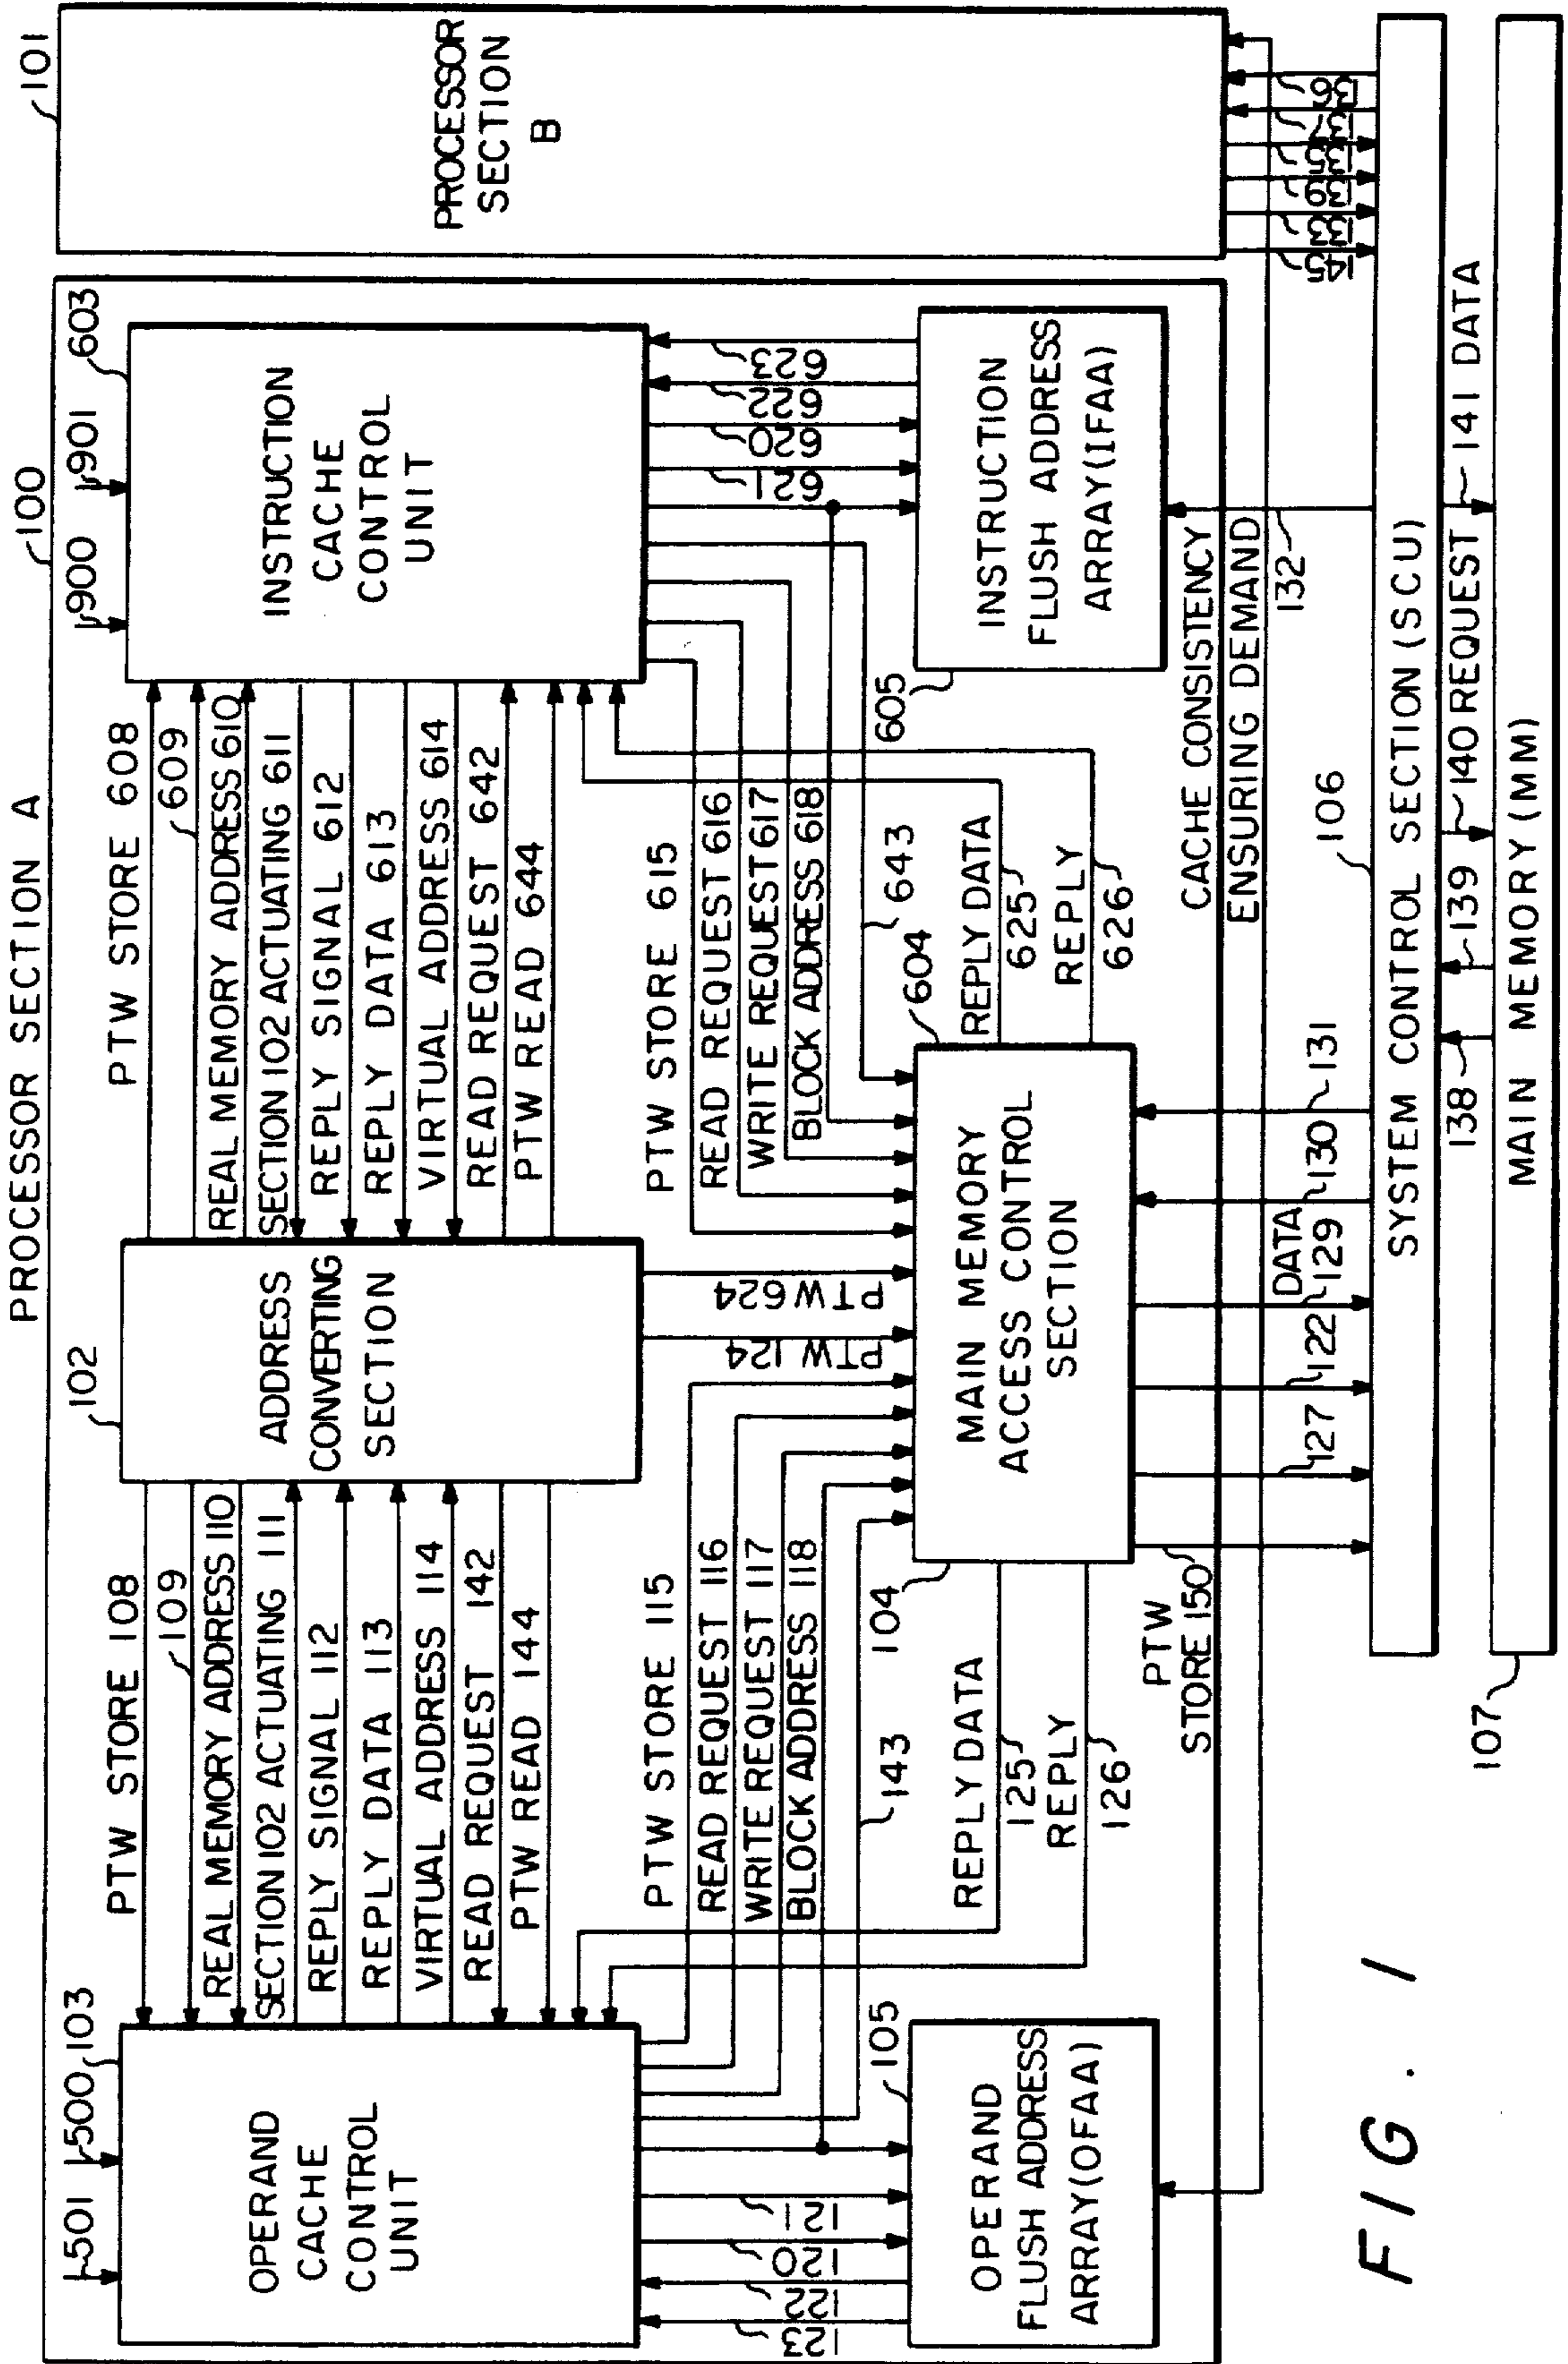 PROCESSOR SECTION A
100
101
PROCESSOR
SECTION
B
501
500
103
OPERAND
CACHE
CONTROL
UNIT
PTW STORE 108
109
REAL MEMORY ADDRESS 110
SECTION 102 ACTUATING 111
REPLY SIGNAL 112
REPLY DATA 113
VIRTUAL ADDRESS 114
READ REQUEST 142
PTW READ 144
102
ADDRESS
CONVERTING
SECTION
PTW STORE 608
609
REAL MEMORY ADDRESS 610
SECTION 102 ACTUATING 611
REPLY SIGNAL 612
REPLY DATA 613
VIRTUAL ADDRESS 614
READ REQUEST 642
PTW READ 644
900
901
603
INSTRUCTION
CACHE
CONTROL
UNIT
PTW STORE 115
READ REQUEST 116
WRITE REQUEST 117
BLOCK ADDRESS 118
143
PTW 124
PTW 624
PTW STORE 615
READ REQUEST 616
WRITE REQUEST 617
BLOCK ADDRESS 618
643
123
122
120
121
105
OPERAND
FLUSH ADDRESS
ARRAY(OFAA)
REPLY DATA
125
REPLY
126
104
MAIN MEMORY
ACCESS CONTROL
SECTION
604
REPLY DATA
625
REPLY
626
621
620
622
623
605
INSTRUCTION
FLUSH ADDRESS
ARRAY(IFAA)
CACHE CONSISTENCY
ENSURING DEMAND
132
PTW
STORE 150
127
122
DATA
129
130
131
106
145
133
139
135
137
136
SYSTEM CONTROL SECTION (SCU)
138
139
140 REQUEST
141 DATA
107
MAIN MEMORY (MM)
FIG. 1